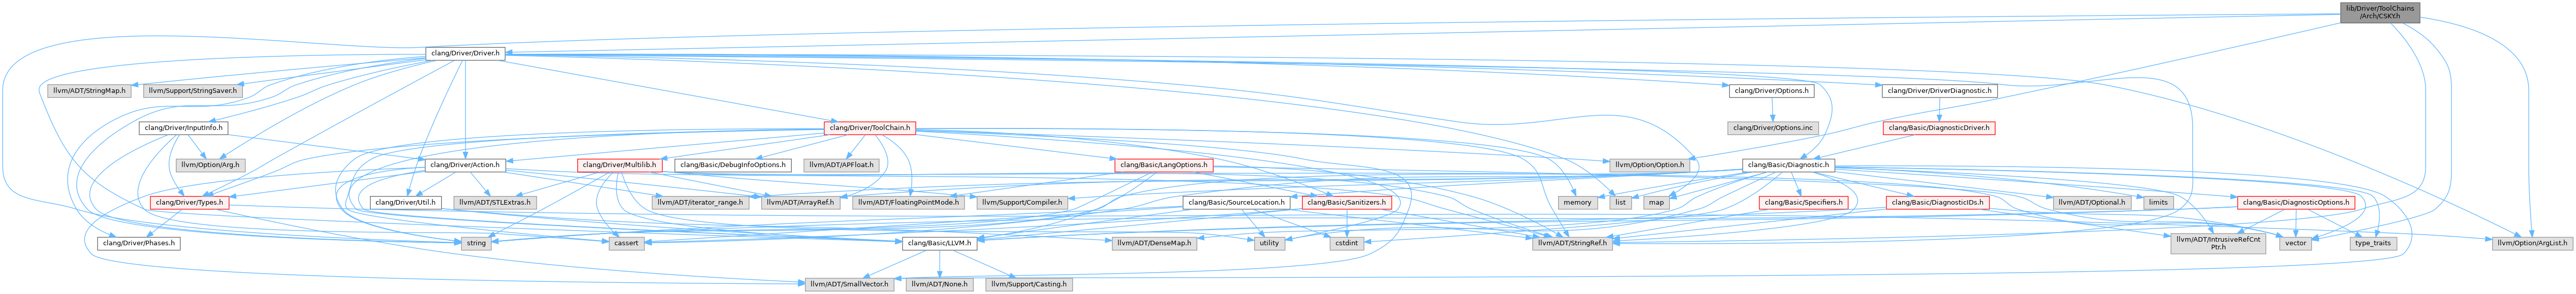 lib/Driver/ToolChains
/Arch/CSKY.h
clang/Driver/Driver.h
llvm/ADT/StringMap.h
llvm/Support/StringSaver.h
clang/Driver/Options.h
clang/Driver/DriverDiagnostic.h
clang/Driver/InputInfo.h
clang/Driver/ToolChain.h
clang/Driver/Options.inc
clang/Basic/DiagnosticDriver.h
llvm/Option/Arg.h
clang/Driver/Action.h
clang/Driver/Multilib.h
clang/Basic/DebugInfoOptions.h
llvm/ADT/APFloat.h
clang/Basic/LangOptions.h
llvm/Option/Option.h
clang/Basic/Diagnostic.h
clang/Driver/Types.h
clang/Driver/Util.h
llvm/ADT/STLExtras.h
llvm/ADT/iterator_range.h
llvm/ADT/ArrayRef.h
llvm/ADT/FloatingPointMode.h
llvm/Support/Compiler.h
clang/Basic/SourceLocation.h
clang/Basic/Sanitizers.h
memory
list
map
clang/Basic/Specifiers.h
clang/Basic/DiagnosticIDs.h
llvm/ADT/Optional.h
limits
clang/Basic/DiagnosticOptions.h
clang/Driver/Phases.h
string
cassert
clang/Basic/LLVM.h
llvm/ADT/DenseMap.h
utility
cstdint
llvm/ADT/StringRef.h
llvm/ADT/IntrusiveRefCnt
Ptr.h
vector
type_traits
llvm/Option/ArgList.h
llvm/ADT/SmallVector.h
llvm/ADT/None.h
llvm/Support/Casting.h